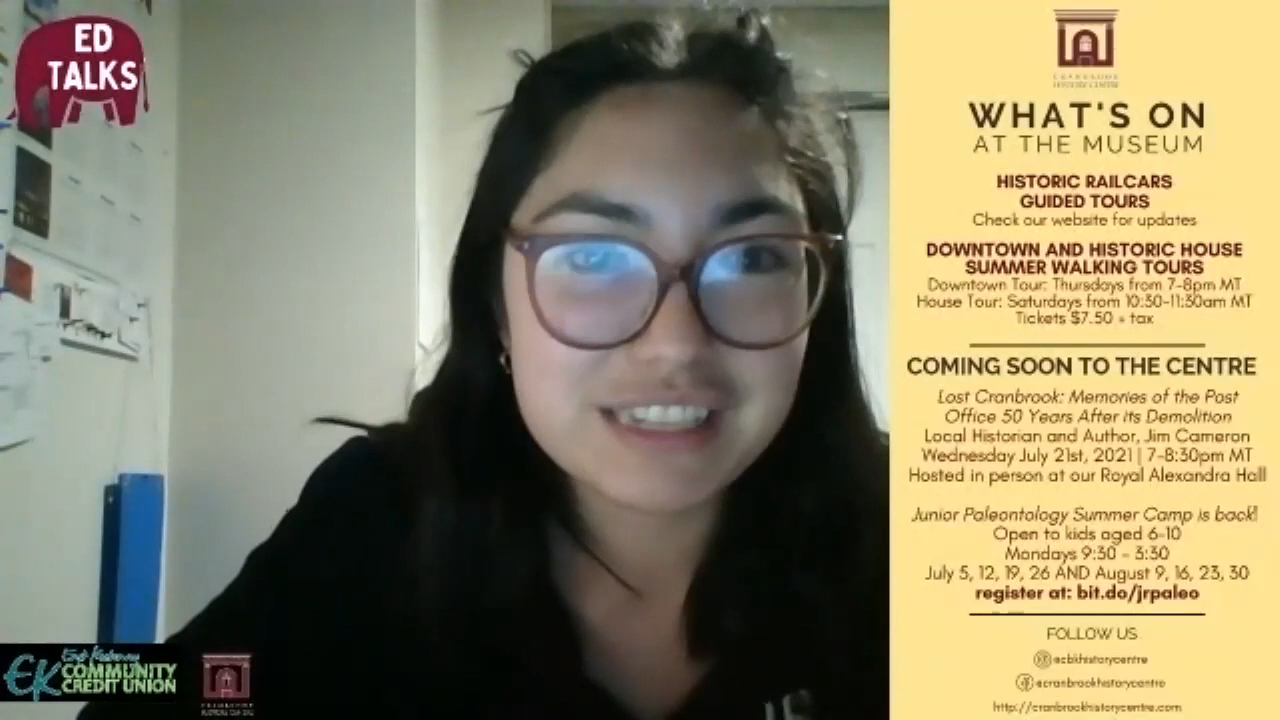 ED
TALKS
WHAT'S ON
AT THE MUSEUM
HISTORIC RAILCARS
GUIDED TOURS
Check our website for updates
DOWNTOWN AND HISTORIC HOUSE
SUMMER WALKING TOURS
Downtown Tour: Thursdays from 7-8pm MT
House Tour: Saturdays from 10:30-11:30am MT
Tickets $7.50 + tax
COMING SOON TO THE CENTRE
Lost Cranbrook: Memories of the Post
Office 50 Years After its Demolition
Local Historian and Author, Jim Cameron
Wednesday July 21st, 2021 | 7-8:30pm MT
Hosted in person at our Royal Alexandra Hall
Junior Paleontology Summer Camp is back!
Open to kids aged 6-10
Mondays 9:30 - 3:30
July 5, 12, 19, 26 AND August 9, 16, 23, 30
register at: bit.do/jrpaleo
FOLLOW US
@cbkhistorycentre
@cranbrookhistorycentre
http://cranbrookhistorycentre.com
EK
COMMUNITY
CREDIT UNION